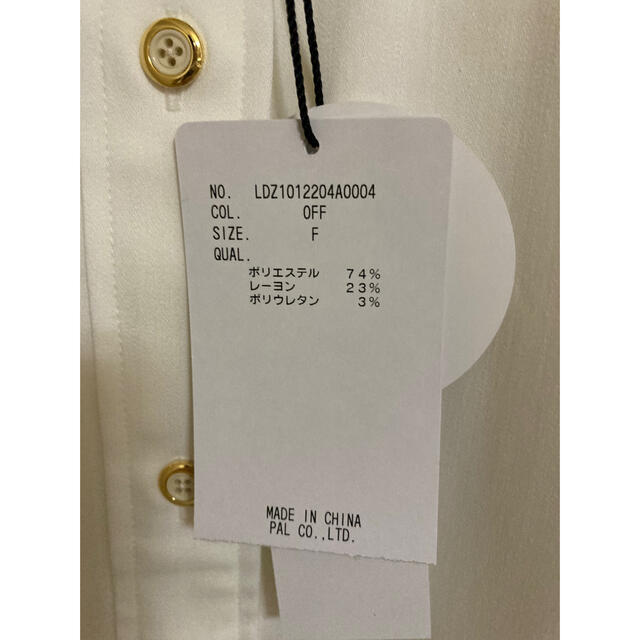 NO. LDZ1012204A0004
COL. OFF
SIZE. F
QUAL.
ポリエステル 74%
レーヨン 23%
ポリウレタン 3%
MADE IN CHINA
PAL CO.,LTD.